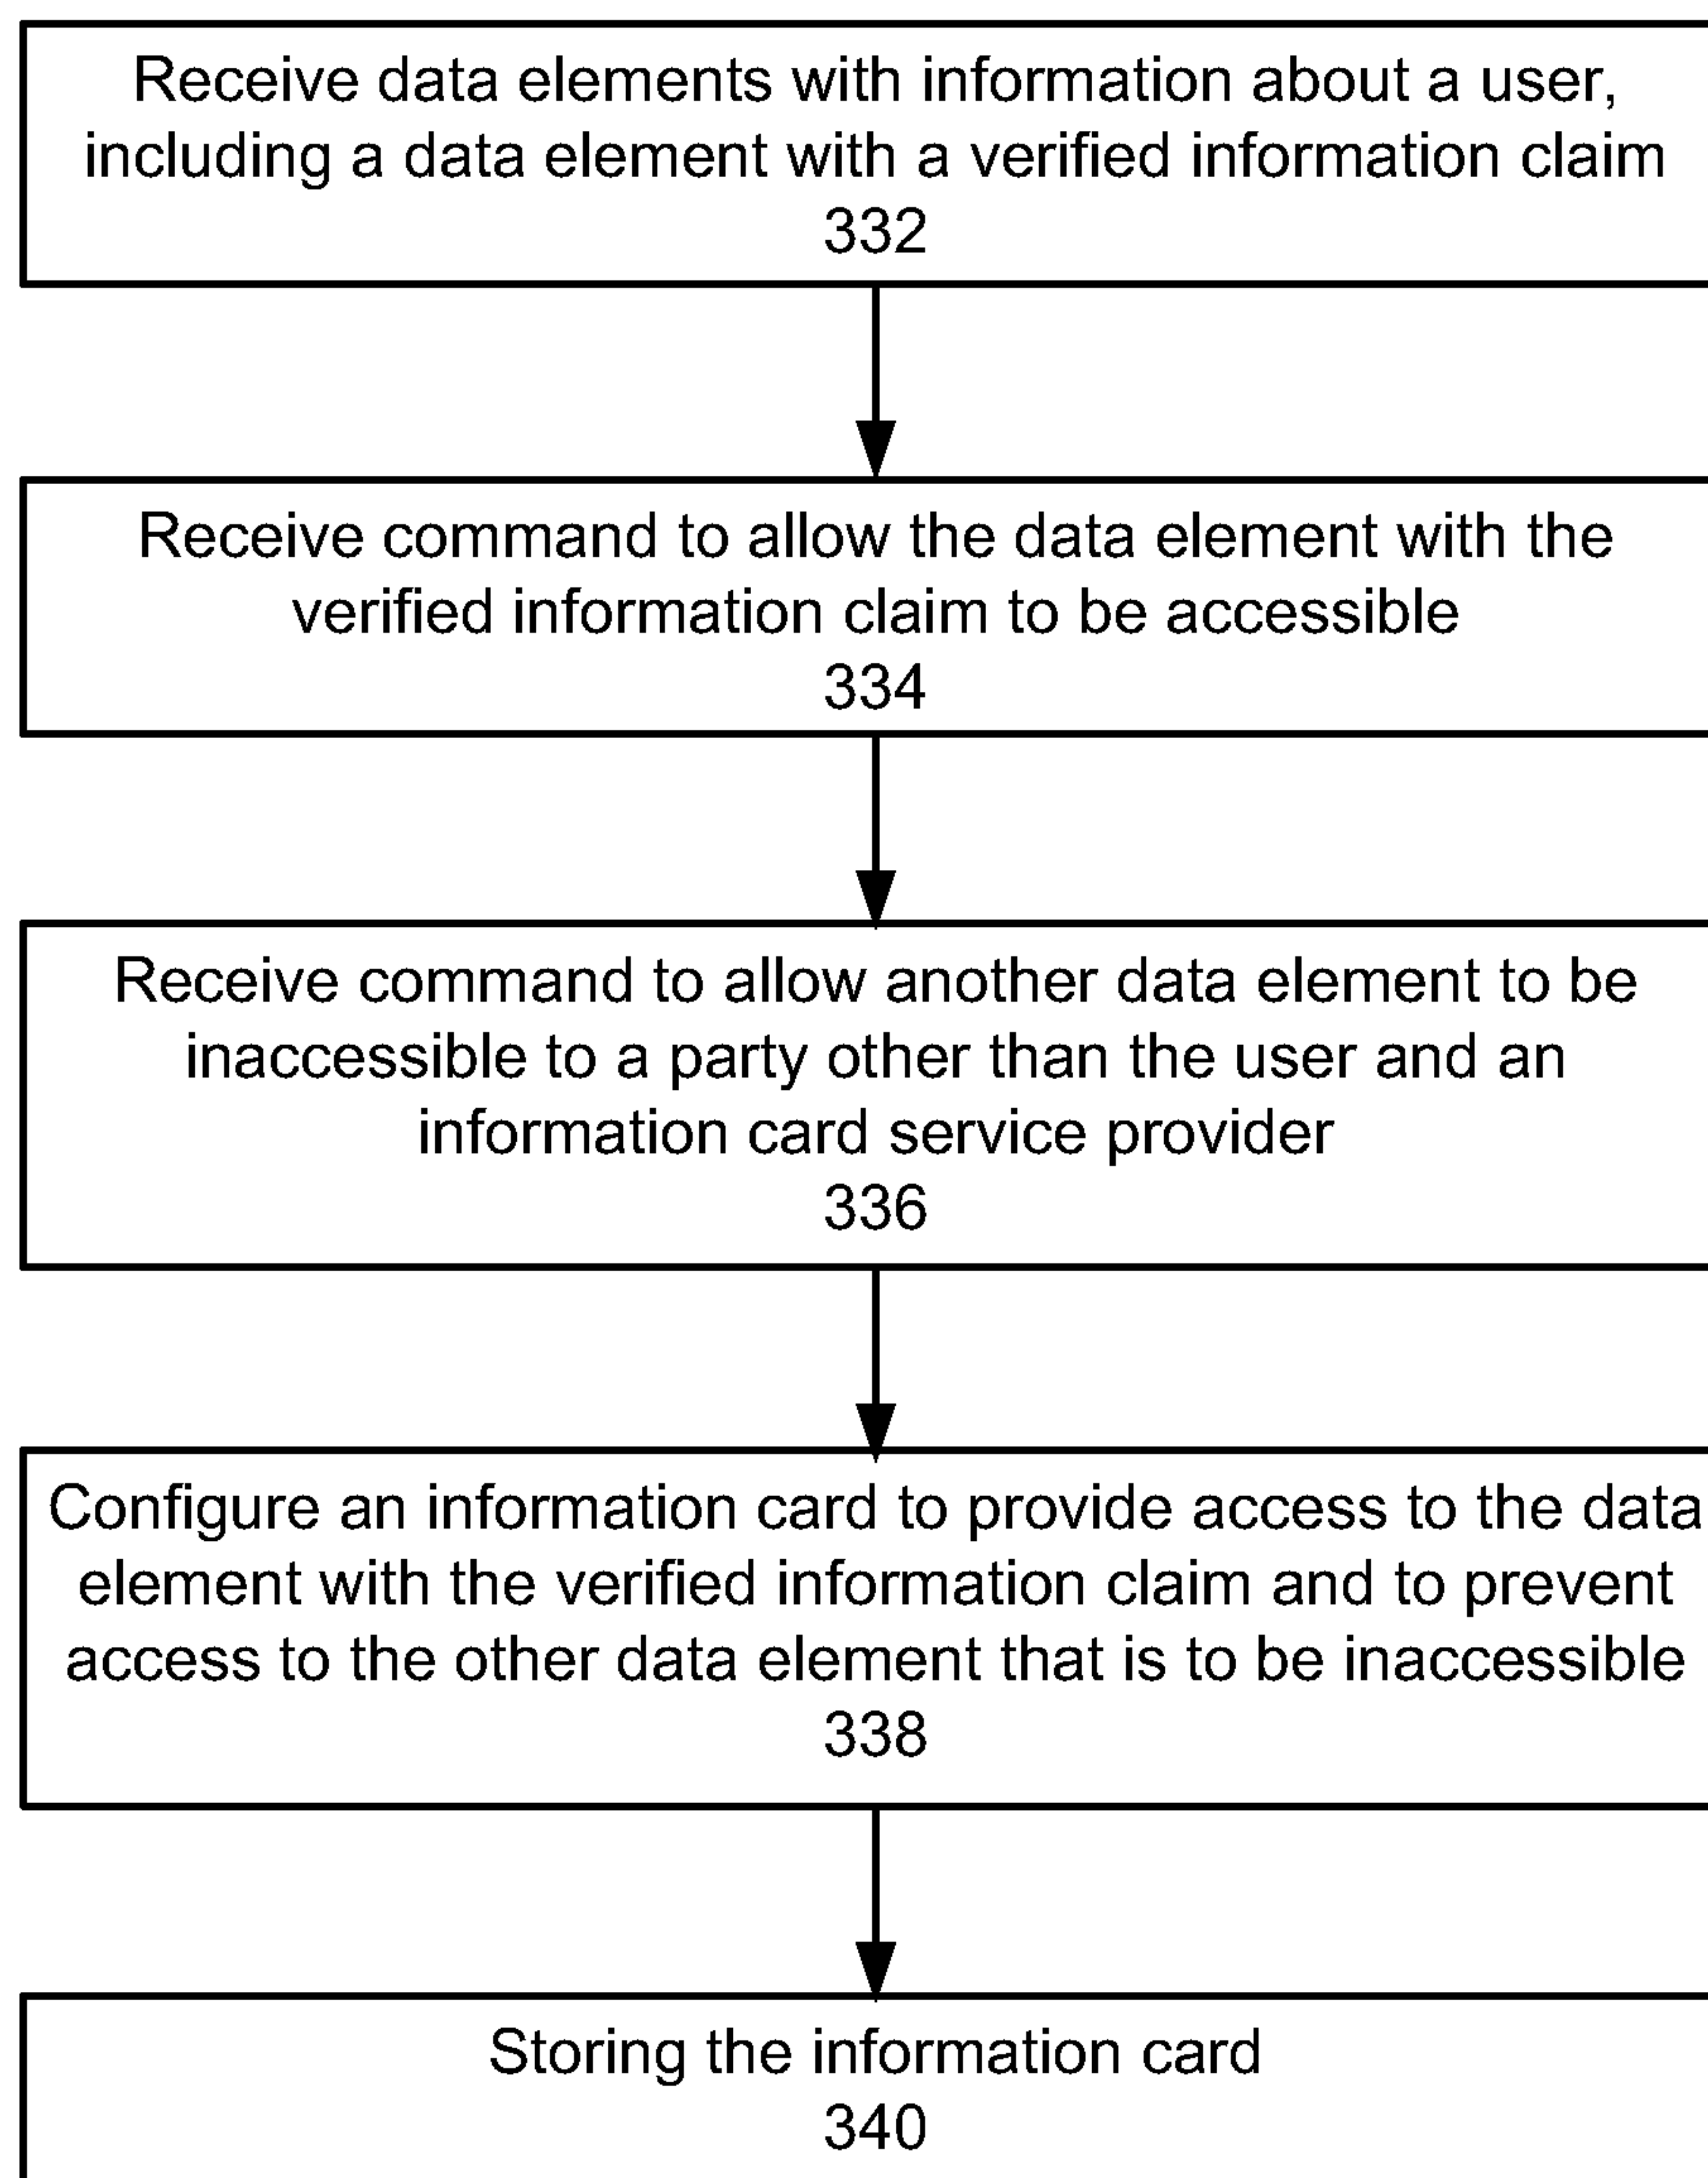 Receive data elements with information about a user,
including a data element with a verified information claim
332
Receive command to allow the data element with the
verified information claim to be accessible
334
Receive command to allow another data element to be
inaccessible to a party other than the user and an
information card service provider
336
Configure an information card to provide access to the data
element with the verified information claim and to prevent
access to the other data element that is to be inaccessible
338
Storing the information card
340